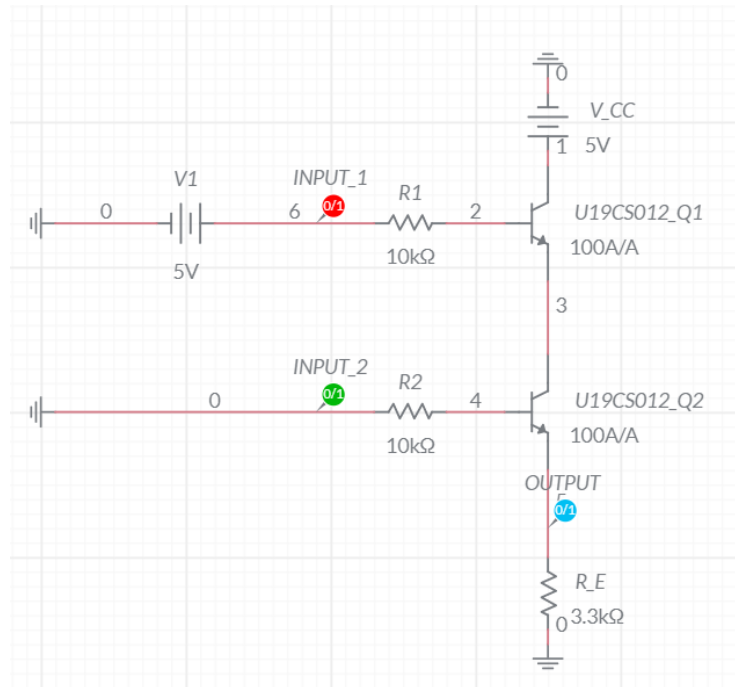 0
V_CC
1 5V
V1
INPUT_1
R1
0
6
0/1
2
U19CS012_Q1
10kΩ
100A/A
5V
3
INPUT_2
R2
0
0/1
4
U19CS012_Q2
10kΩ
100A/A
OUTPUT
0/1
R_E
0 3.3kΩ